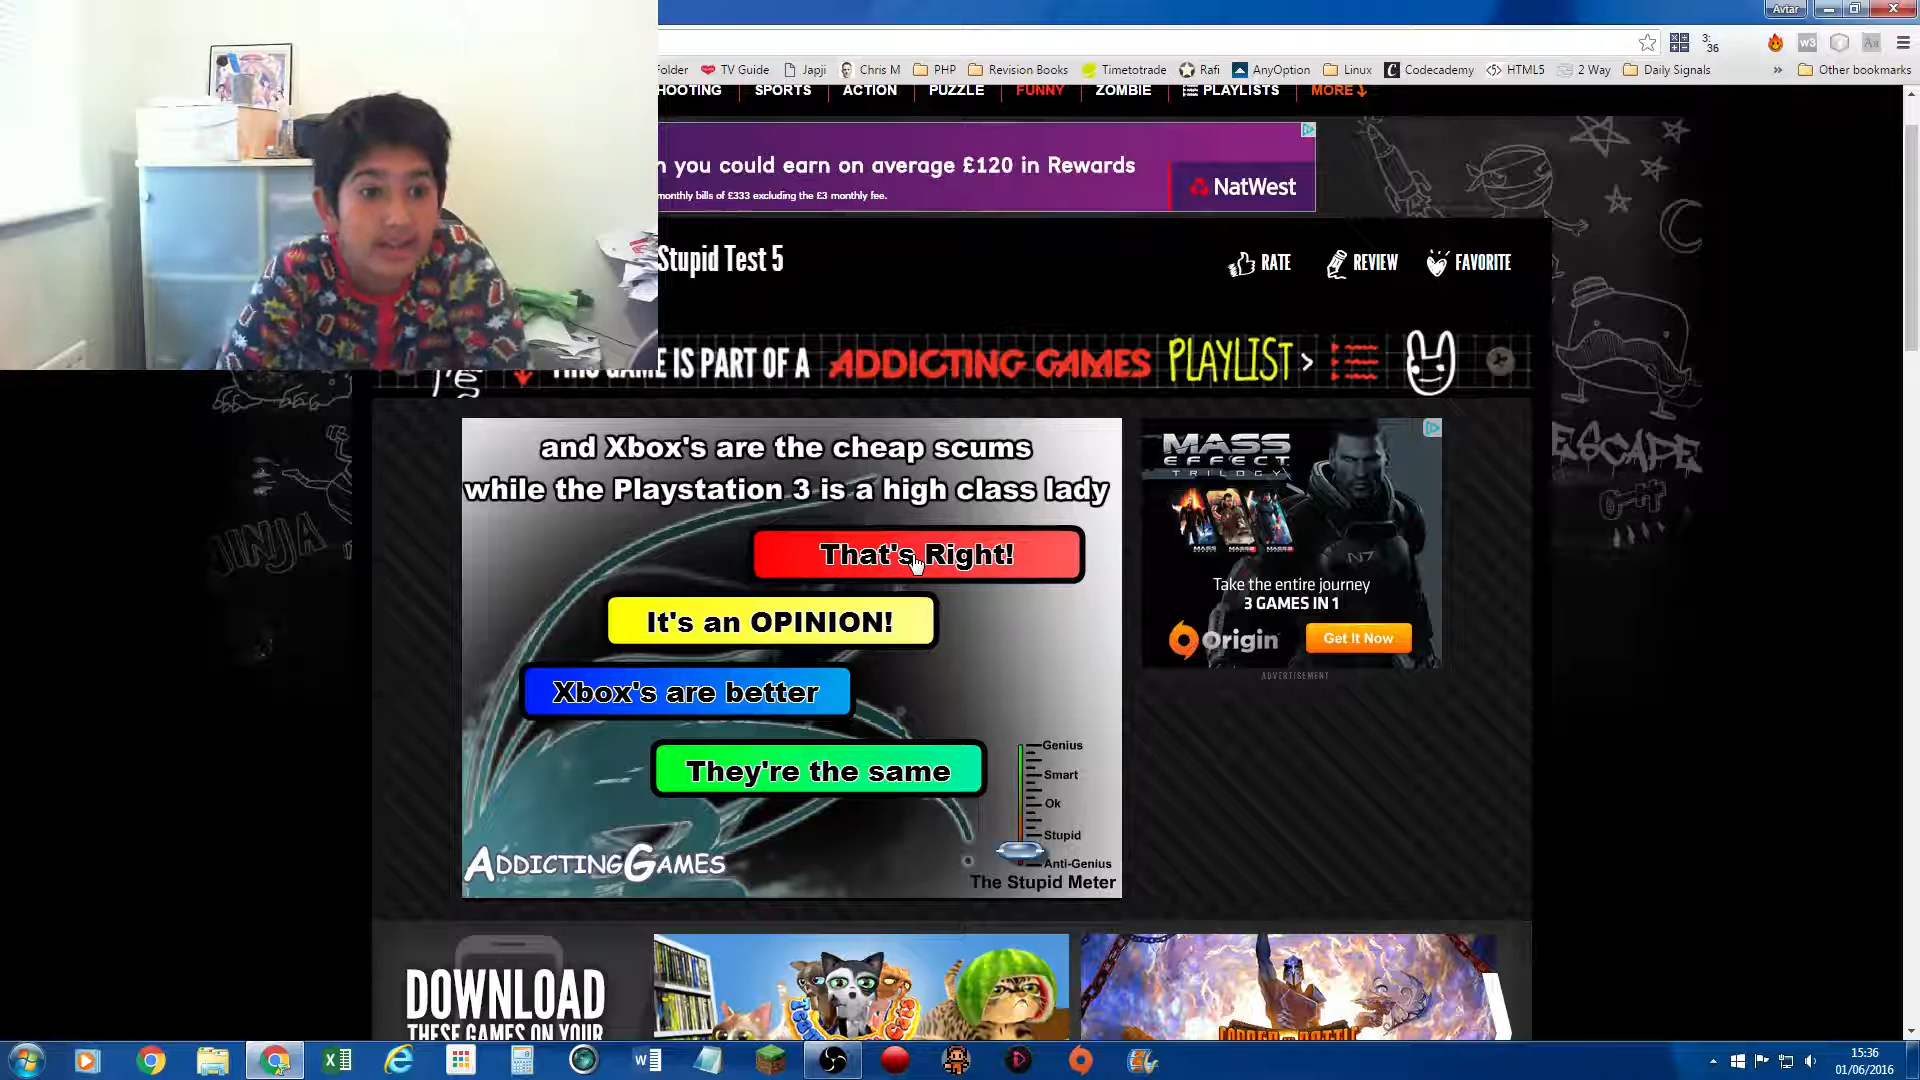 Avtar
3:
36
older
TV Guide
Japji
Chris M
PHP
Revision Books
Timetotrade
Rafi
AnyOption
Linux
Codecademy
HTML5
2 Way
Daily Signals
»
Other bookmarks
HOOTING
SPORTS
ACTION
PUZZLE
FUNNY
ZOMBIE
PLAYLISTS
MORE
n you could earn on average £120 in Rewards
monthly bills of £333 excluding the £3 monthly fee.
NatWest
Stupid Test 5
RATE
REVIEW
FAVORITE
E IS PART OF A ADDICTING GAMES PLAYLIST >
and Xbox's are the cheap scums
while the Playstation 3 is a high class lady
That's Right!
It's an OPINION!
Xbox's are better
They're the same
Genius
Smart
Ok
Stupid
Anti-Genius
The Stupid Meter
ADDICTINGGAMES
MASS
EFFECT
TRILOGY
N7
Take the entire journey
3 GAMES IN 1
Origin
Get It Now
ADVERTISEMENT
ESCAPE
NINJA
DOWNLOAD
THESE GAMES ON YOUR
15:36
01/06/2016